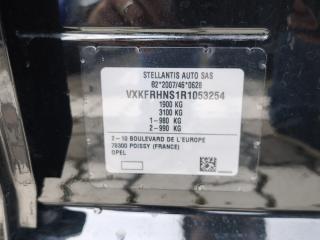 STELLANTIS AUTO SAS
e2*2007/46*0628
VXKFRHNS1R1053254
1900 KG
3100 KG
1-980 KG
2-990 KG
2-10 BOULEVARD DE L'EUROPE
78300 POISSY (FRANCE)
OPEL